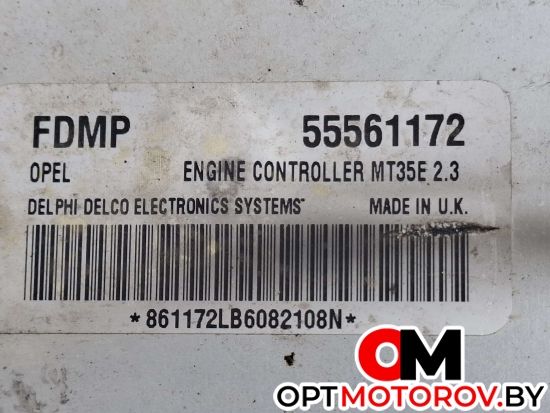 FDMP 55561172
OPEL ENGINE CONTROLLER MT35E 2.3
DELPHI DELCO ELECTRONICS SYSTEMS MADE IN U.K.
*861172LB6082108N*
OM
OPTMOTOROV.BY